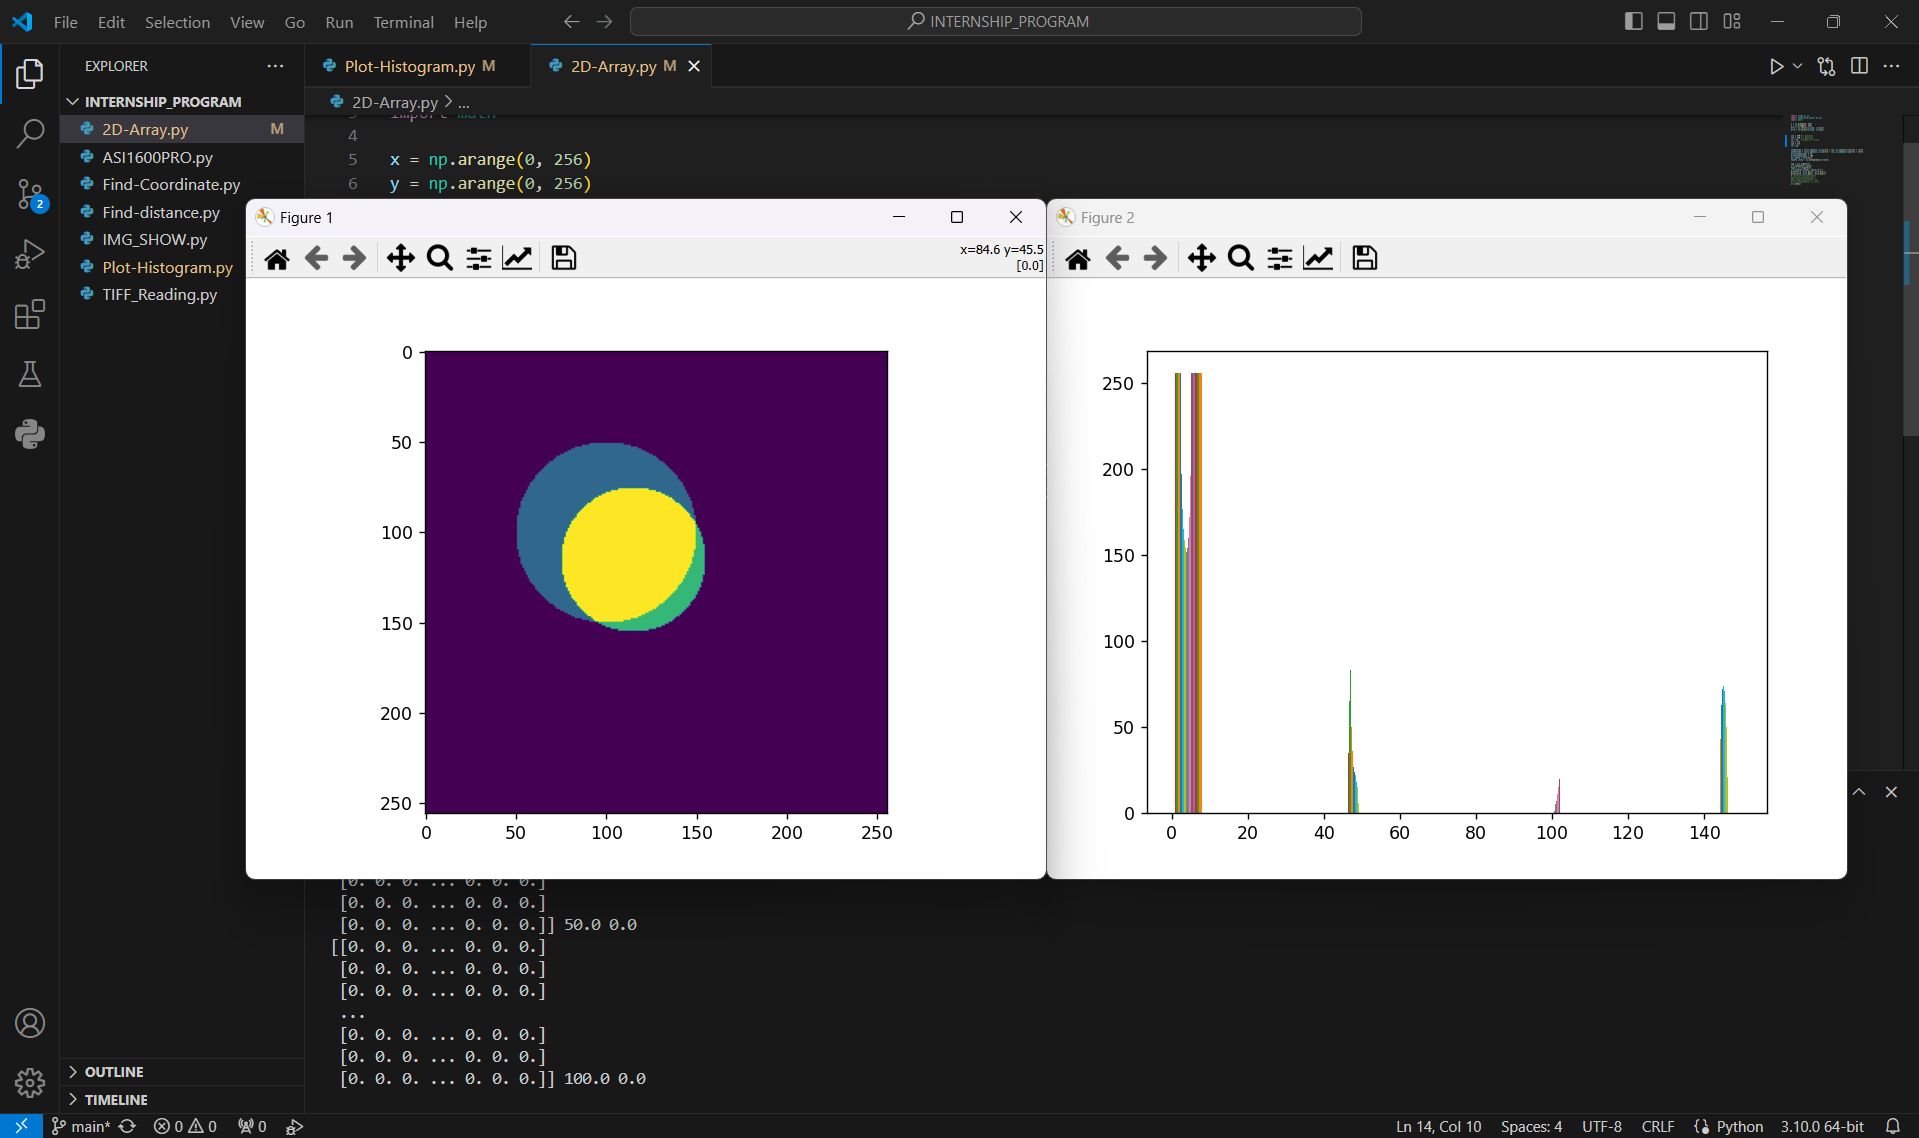 File Edit Selection View Go Run Terminal Help
INTERNSHIP_PROGRAM
EXPLORER
INTERNSHIP_PROGRAM
2D-Array.py M
ASI1600PRO.py
Find-Coordinate.py
Find-distance.py
IMG_SHOW.py
Plot-Histogram.py
TIFF_Reading.py
2
Plot-Histogram.py M
2D-Array.py M
2D-Array.py > ...
import math
4
5 x = np.arange(0, 256)
6 y = np.arange(0, 256)
Figure 1
x=84.6 y=45.5
[0.0]
0
50
100
150
200
250
0 50 100 150 200 250
Figure 2
250
200
150
100
50
0
0 20 40 60 80 100 120 140
[0. 0. 0. ... 0. 0. 0.]
[0. 0. 0. ... 0. 0. 0.]
[0. 0. 0. ... 0. 0. 0.]] 50.0 0.0
[[0. 0. 0. ... 0. 0. 0.]
[0. 0. 0. ... 0. 0. 0.]
[0. 0. 0. ... 0. 0. 0.]
...
[0. 0. 0. ... 0. 0. 0.]
[0. 0. 0. ... 0. 0. 0.]
[0. 0. 0. ... 0. 0. 0.]] 100.0 0.0
OUTLINE
TIMELINE
main* 0 0 0 Ln 14, Col 10 Spaces: 4 UTF-8 CRLF Python 3.10.0 64-bit